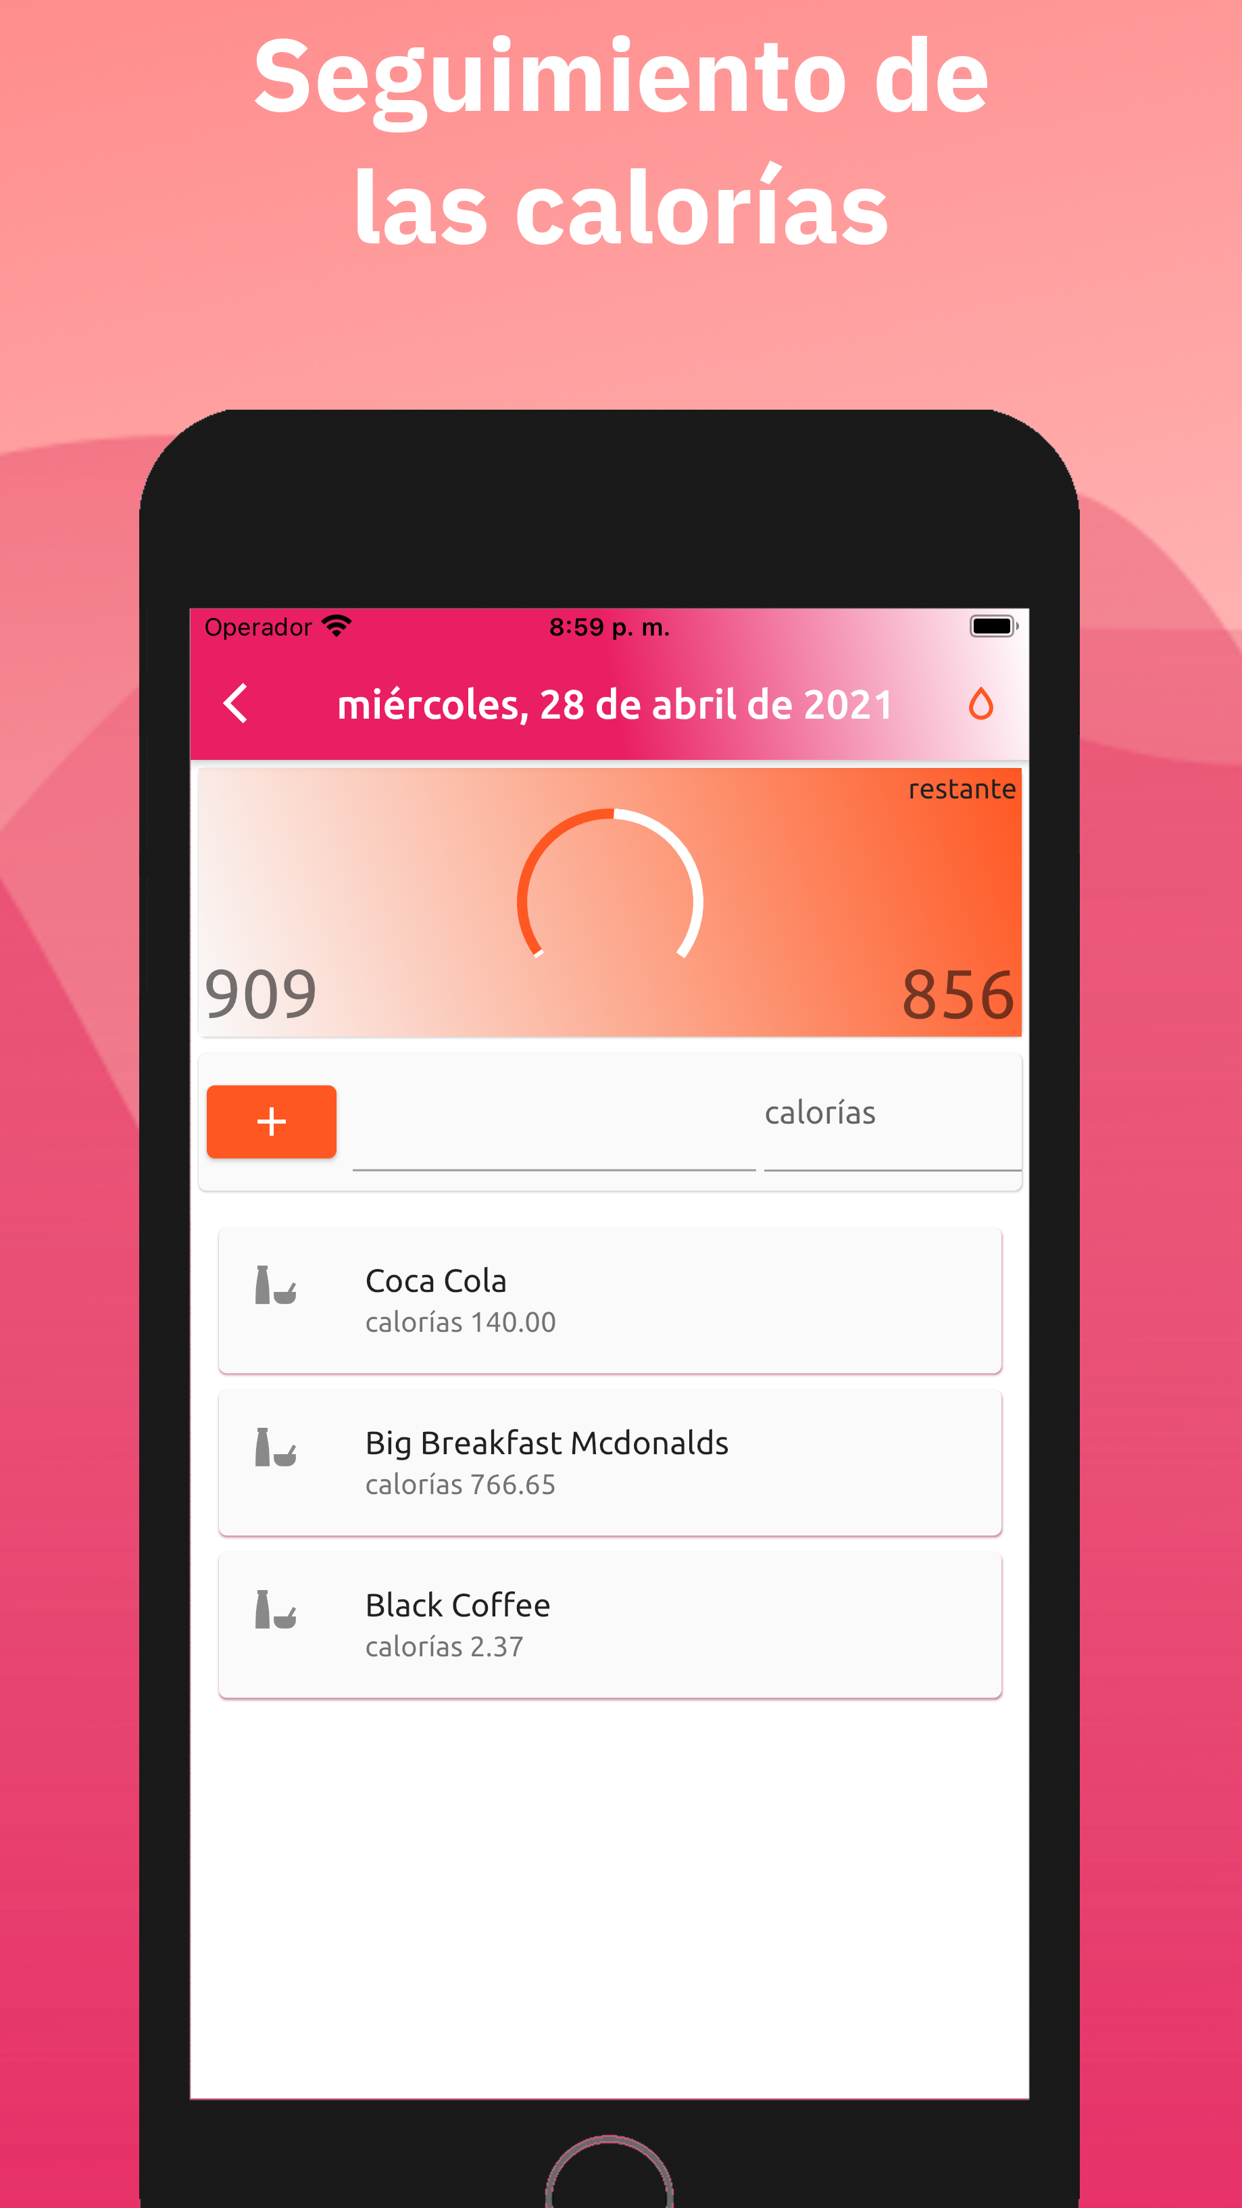 Seguimiento de
las calorías
Operador 8:59 p. m.
miércoles, 28 de abril de 2021
restante
909 856
+ calorías
Coca Cola
calorías 140.00
Big Breakfast Mcdonalds
calorías 766.65
Black Coffee
calorías 2.37